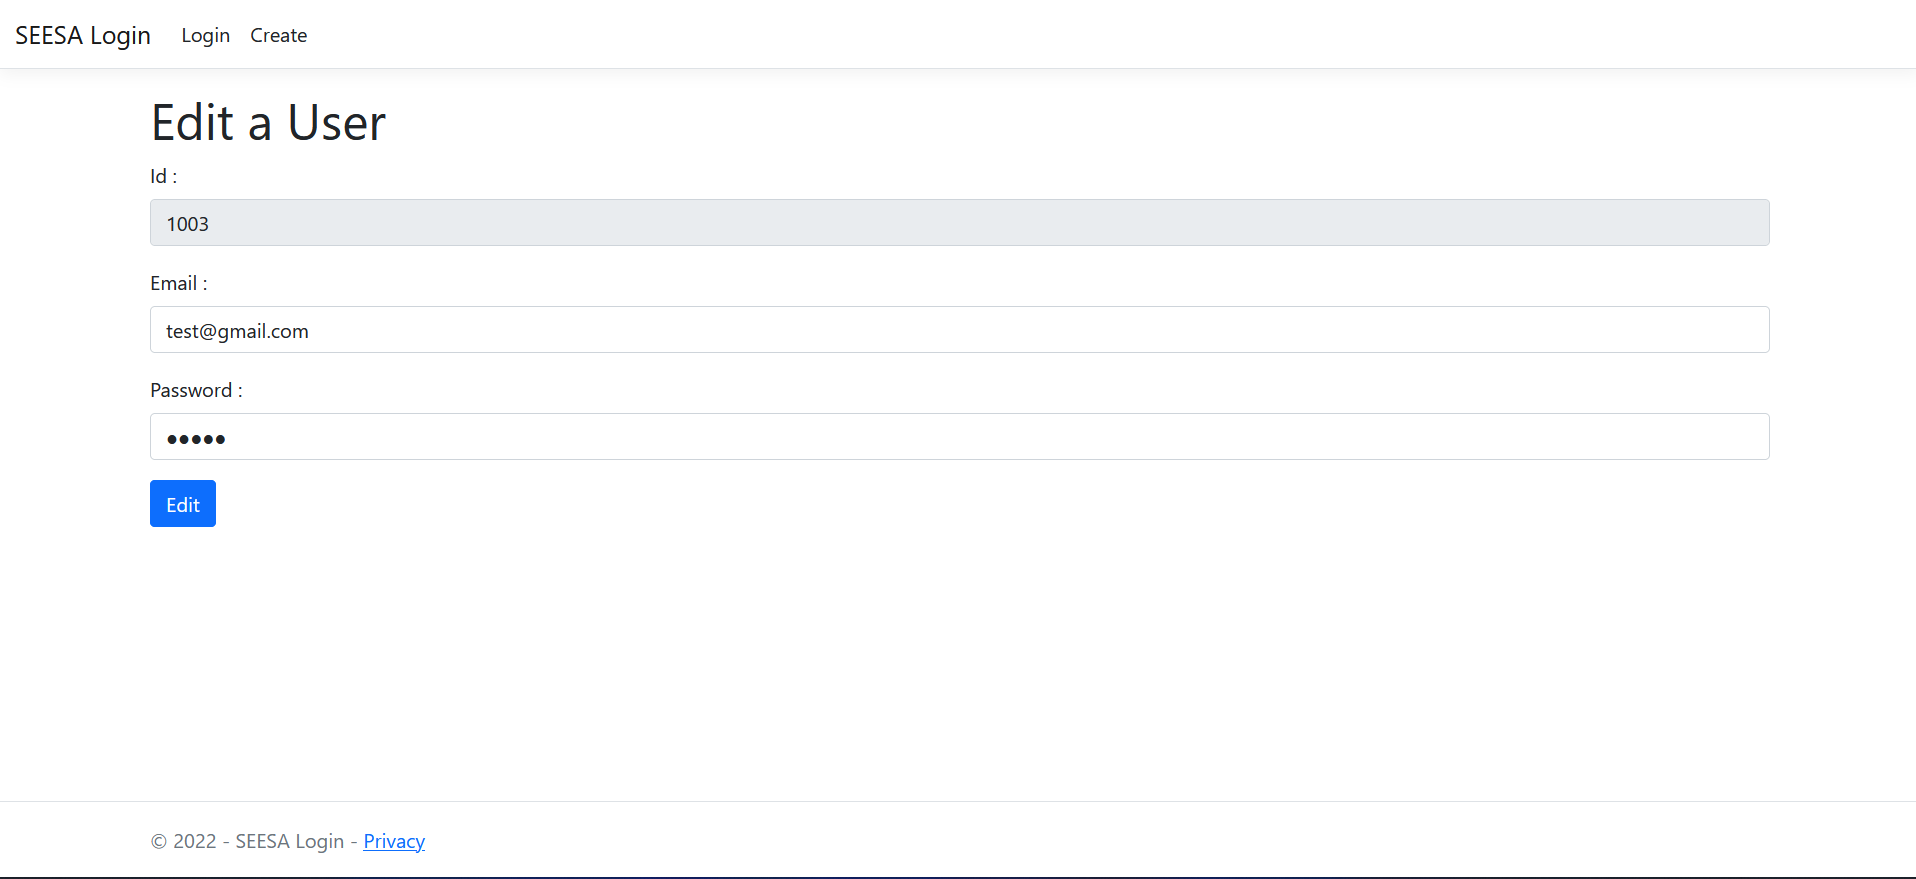 SEESA Login Login Create
Edit a User
Id :
1003
Email :
test@gmail.com
Password :
●●●●●
Edit
© 2022 - SEESA Login - Privacy